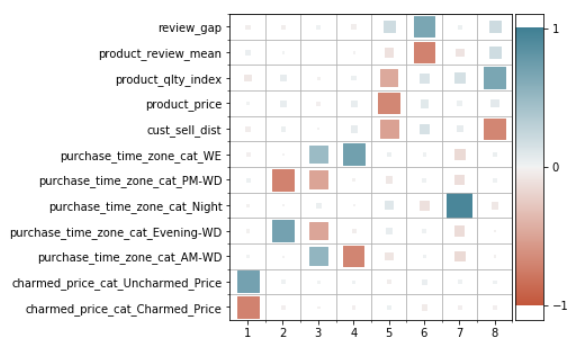 review_gap
product_review_mean
product_qlty_index
product_price
cust_sell_dist
purchase_time_zone_cat_WE
purchase_time_zone_cat_PM-WD
purchase_time_zone_cat_Night
purchase_time_zone_cat_Evening-WD
purchase_time_zone_cat_AM-WD
charmed_price_cat_Uncharmed_Price
charmed_price_cat_Charmed_Price
1 2 3 4 5 6 7 8
1
0
−1